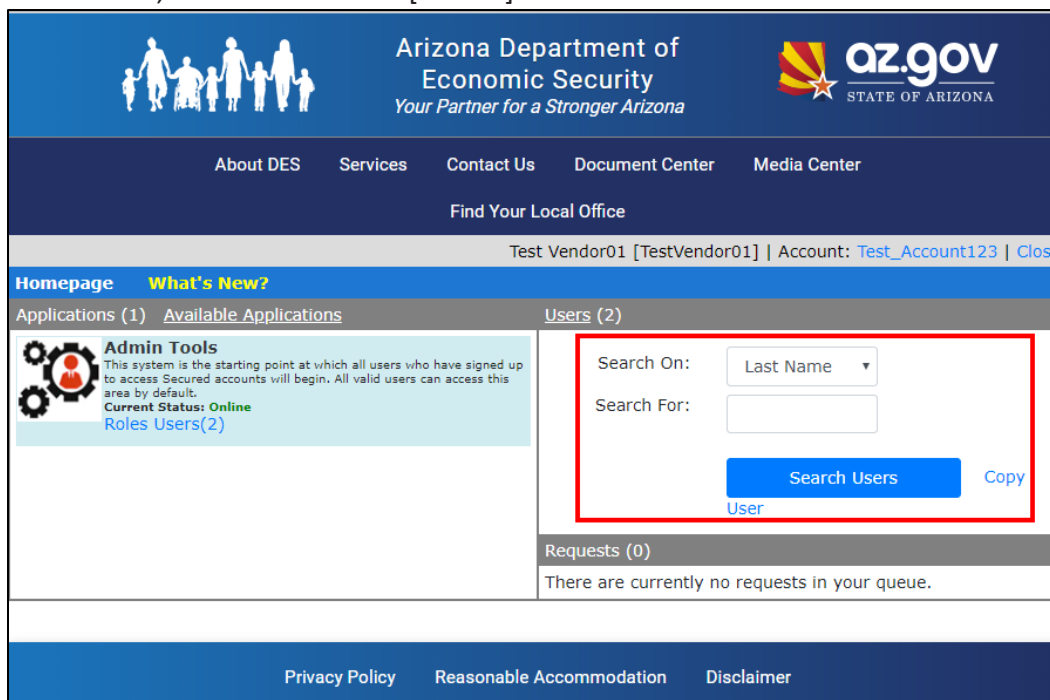 Arizona Department of
Economic Security
Your Partner for a Stronger Arizona
az.gov
STATE OF ARIZONA
About DES Services Contact Us Document Center Media Center
Find Your Local Office
Test Vendor01 [TestVendor01] | Account: Test_Account123 | Clos
Homepage What's New?
Applications (1) Available Applications
Admin Tools
This system is the starting point at which all users who have signed up
to access Secured accounts will begin. All valid users can access this
area by default.
Current Status: Online
Roles Users(2)
Users (2)
Search On: Last Name
Search For:
Search Users Copy
User
Requests (0)
There are currently no requests in your queue.
Privacy Policy Reasonable Accommodation Disclaimer